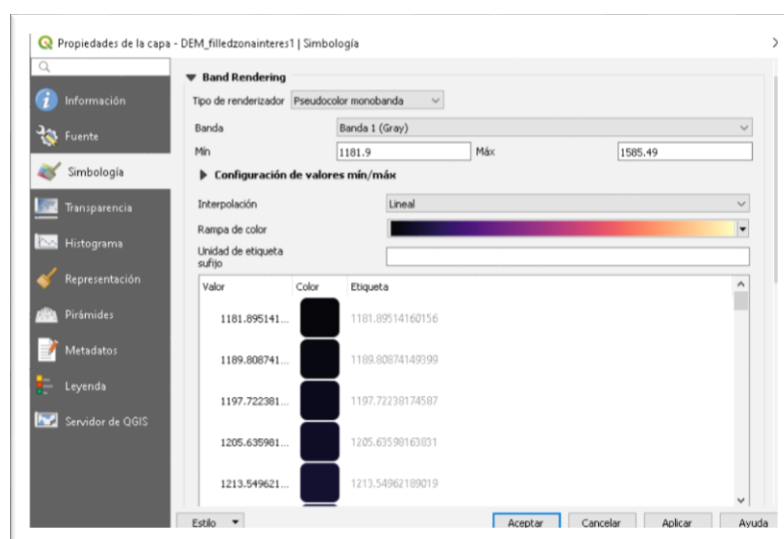 Propiedades de la capa - DEM_filledzonainteres1 | Simbología
Información
Fuente
Simbología
Transparencia
Histograma
Representación
Pirámides
Metadatos
Leyenda
Servidor de QGIS
Band Rendering
Tipo de renderizador Pseudocolor monobanda
Banda Banda 1 (Gray)
Mín 1181.9 Máx 1585.49
Configuración de valores mín/máx
Interpolación Lineal
Rampa de color
Unidad de etiqueta
sufijo
Valor Color Etiqueta
1181.895141... 1181.89514160156
1189.808741... 1189.80874149399
1197.722381... 1197.72238174587
1205.635981... 1205.63598163831
1213.549621... 1213.54962189019
Estilo Aceptar Cancelar Aplicar Ayuda